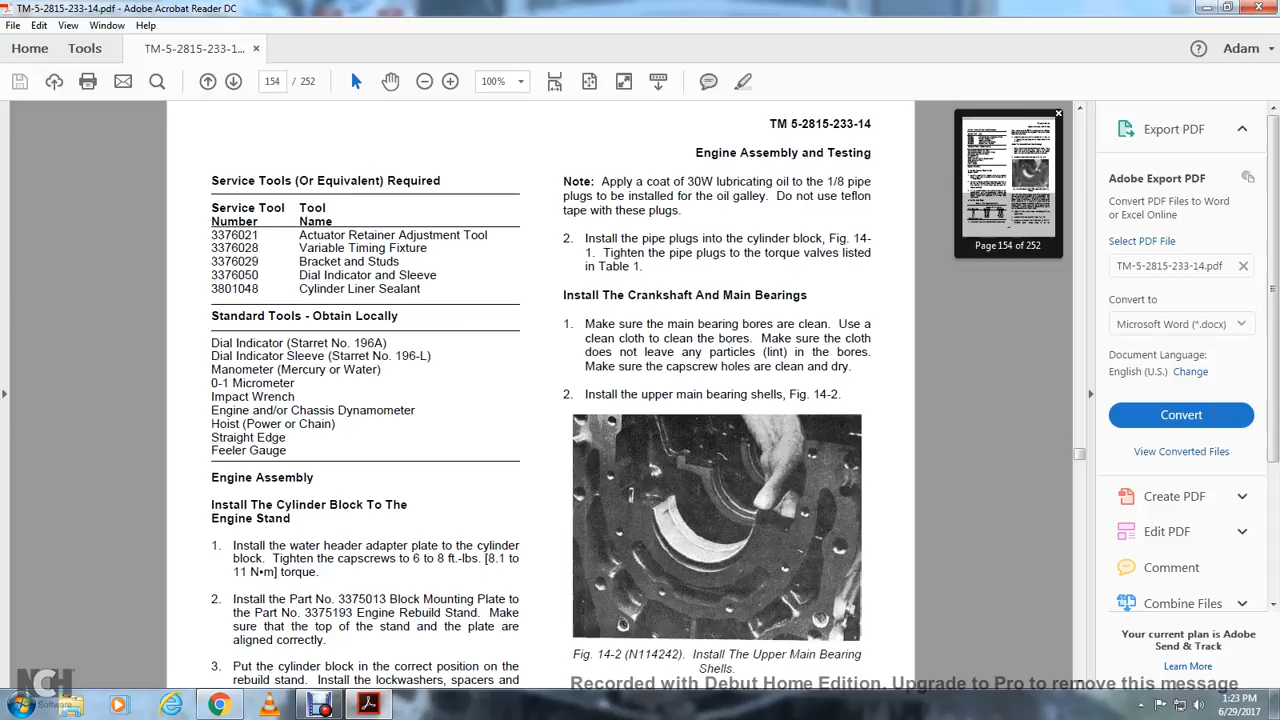 TM-5-2815-233-14.pdf - Adobe Acrobat Reader DC
File Edit View Window Help
Home Tools TM-5-2815-233-1... × Adam
154 / 252 100%
TM 5-2815-233-14
Engine Assembly and Testing
Service Tools (Or Equivalent) Required
Service Tool Tool
Number Name
3376021 Actuator Retainer Adjustment Tool
3376028 Variable Timing Fixture
3376029 Bracket and Studs
3376050 Dial Indicator and Sleeve
3801048 Cylinder Liner Sealant
Standard Tools - Obtain Locally
Dial Indicator (Starret No. 196A)
Dial Indicator Sleeve (Starret No. 196-L)
Manometer (Mercury or Water)
0-1 Micrometer
Impact Wrench
Engine and/or Chassis Dynamometer
Hoist (Power or Chain)
Straight Edge
Feeler Gauge
Engine Assembly
Install The Cylinder Block To The
Engine Stand
1. Install the water header adapter plate to the cylinder
block. Tighten the capscrews to 6 to 8 ft.-lbs. [8.1 to
11 N•m] torque.
2. Install the Part No. 3375013 Block Mounting Plate to
the Part No. 3375193 Engine Rebuild Stand. Make
sure that the top of the stand and the plate are
aligned correctly.
3. Put the cylinder block in the correct position on the
rebuild stand. Install the lockwashers, spacers and
Note: Apply a coat of 30W lubricating oil to the 1/8 pipe
plugs to be installed for the oil galley. Do not use teflon
tape with these plugs.
2. Install the pipe plugs into the cylinder block, Fig. 14-
1. Tighten the pipe plugs to the torque valves listed
in Table 1.
Install The Crankshaft And Main Bearings
1. Make sure the main bearing bores are clean. Use a
clean cloth to clean the bores. Make sure the cloth
does not leave any particles (lint) in the bores.
Make sure the capscrew holes are clean and dry.
2. Install the upper main bearing shells, Fig. 14-2.
Fig. 14-2 (N114242). Install The Upper Main Bearing
Shells.
Page 154 of 252
Export PDF
Adobe Export PDF
Convert PDF Files to Word
or Excel Online
Select PDF File
TM-5-2815-233-14.pdf
Convert to
Microsoft Word (*.docx)
Document Language:
English (U.S.) Change
Convert
View Converted Files
Create PDF
Edit PDF
Comment
Combine Files
Your current plan is Adobe
Send & Track
Learn More
Recorded with Debut Home Edition. Upgrade to Pro to remove this message
NCH
Software
1:23 PM
6/29/2017